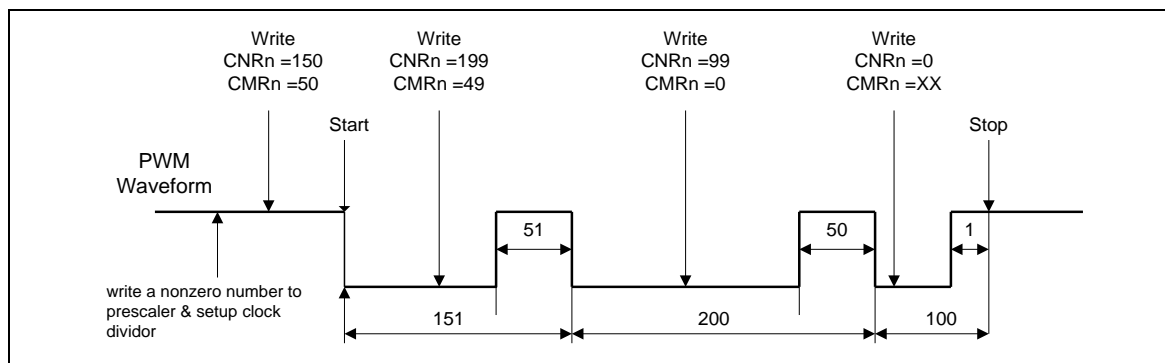 Write
CNRn =150
CMRn =50
Write
CNRn =199
CMRn =49
Write
CNRn =99
CMRn =0
Write
CNRn =0
CMRn =XX
Start
Stop
PWM
Waveform
51
50
1
write a nonzero number to
prescaler & setup clock
dividor
151
200
100